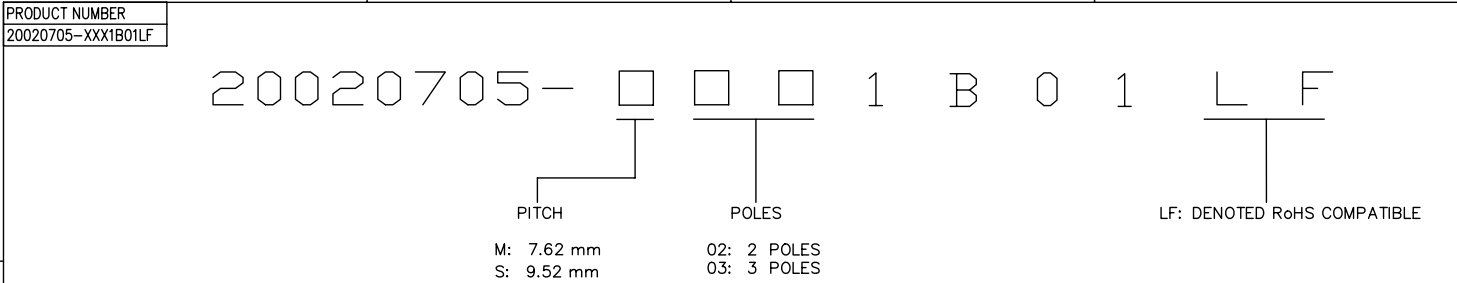 PRODUCT NUMBER
20020705-XXX1B01LF
20020705- □ □ □ 1 B 0 1 L F
PITCH
POLES
LF: DENOTED RoHS COMPATIBLE
M: 7.62 mm
02: 2 POLES
S: 9.52 mm
03: 3 POLES